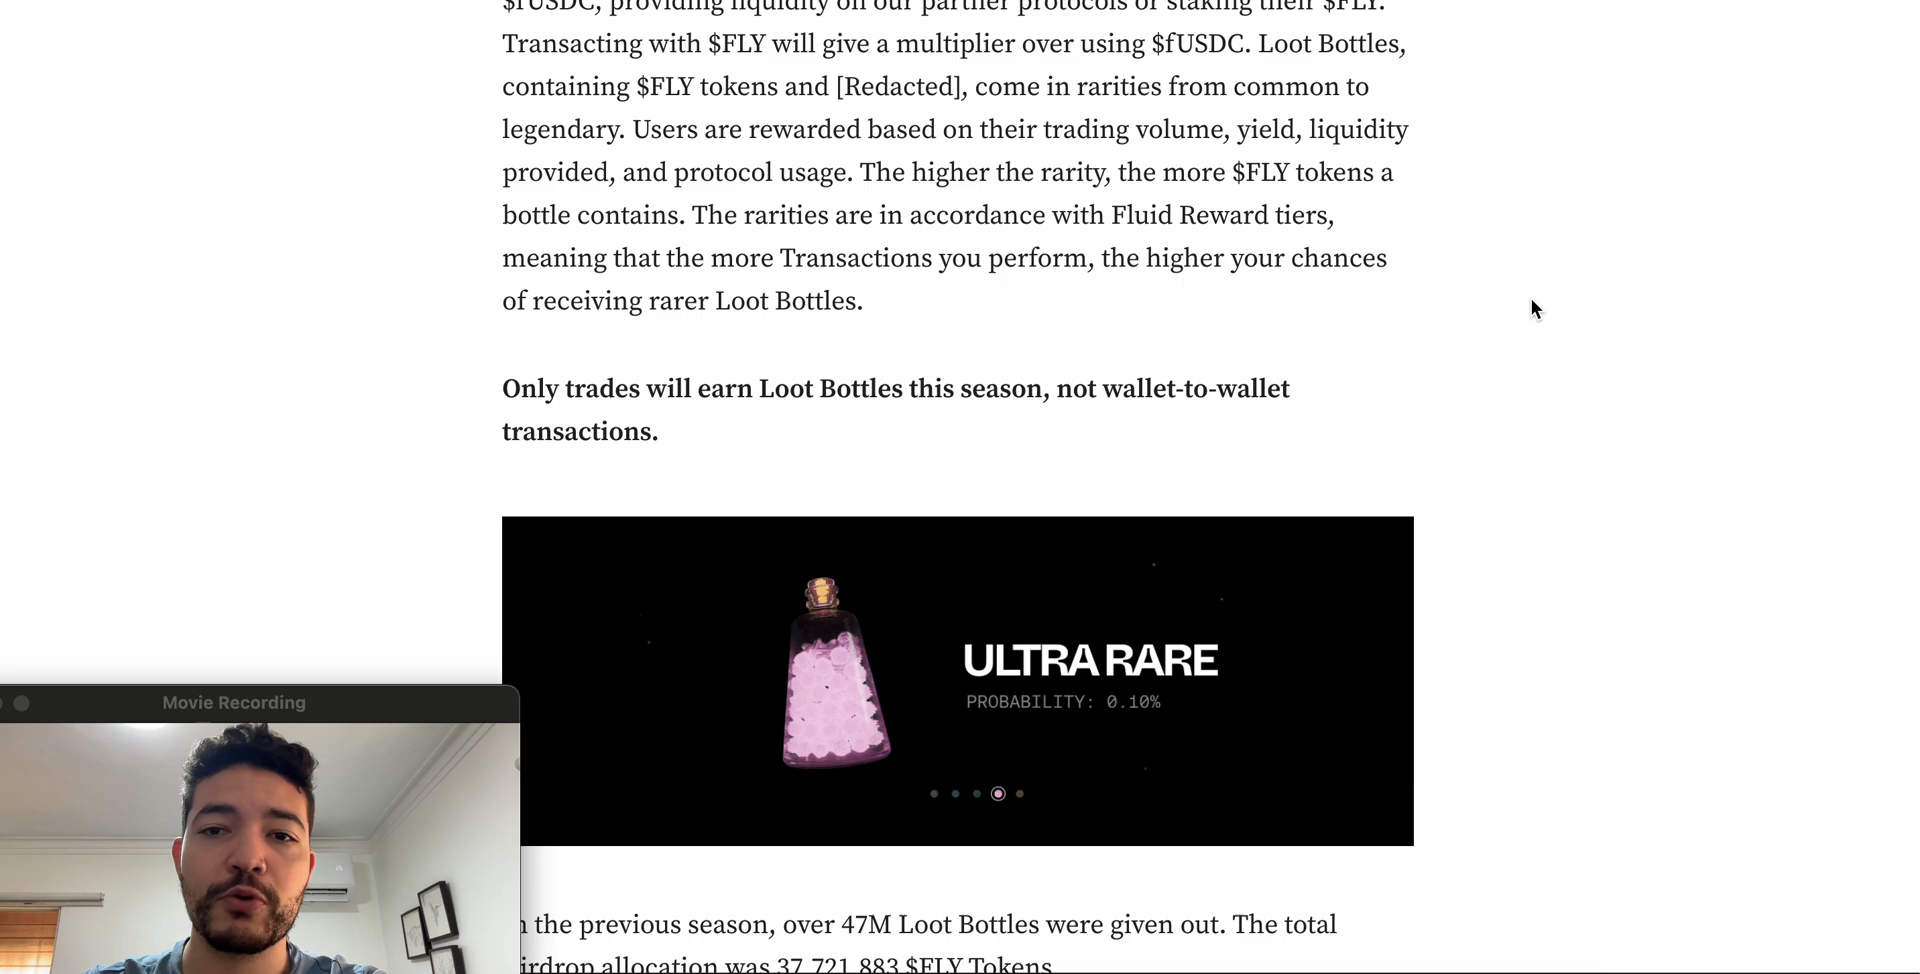 $fUSDC, providing liquidity on our partner protocols or staking their $FLY.
Transacting with $FLY will give a multiplier over using $fUSDC. Loot Bottles,
containing $FLY tokens and [Redacted], come in rarities from common to
legendary. Users are rewarded based on their trading volume, yield, liquidity
provided, and protocol usage. The higher the rarity, the more $FLY tokens a
bottle contains. The rarities are in accordance with Fluid Reward tiers,
meaning that the more Transactions you perform, the higher your chances
of receiving rarer Loot Bottles.
Only trades will earn Loot Bottles this season, not wallet-to-wallet
transactions.
ULTRA RARE
PROBABILITY: 0.10%
Movie Recording
the previous season, over 47M Loot Bottles were given out. The total
irdrop allocation was 37,721,883 $FLY Tokens